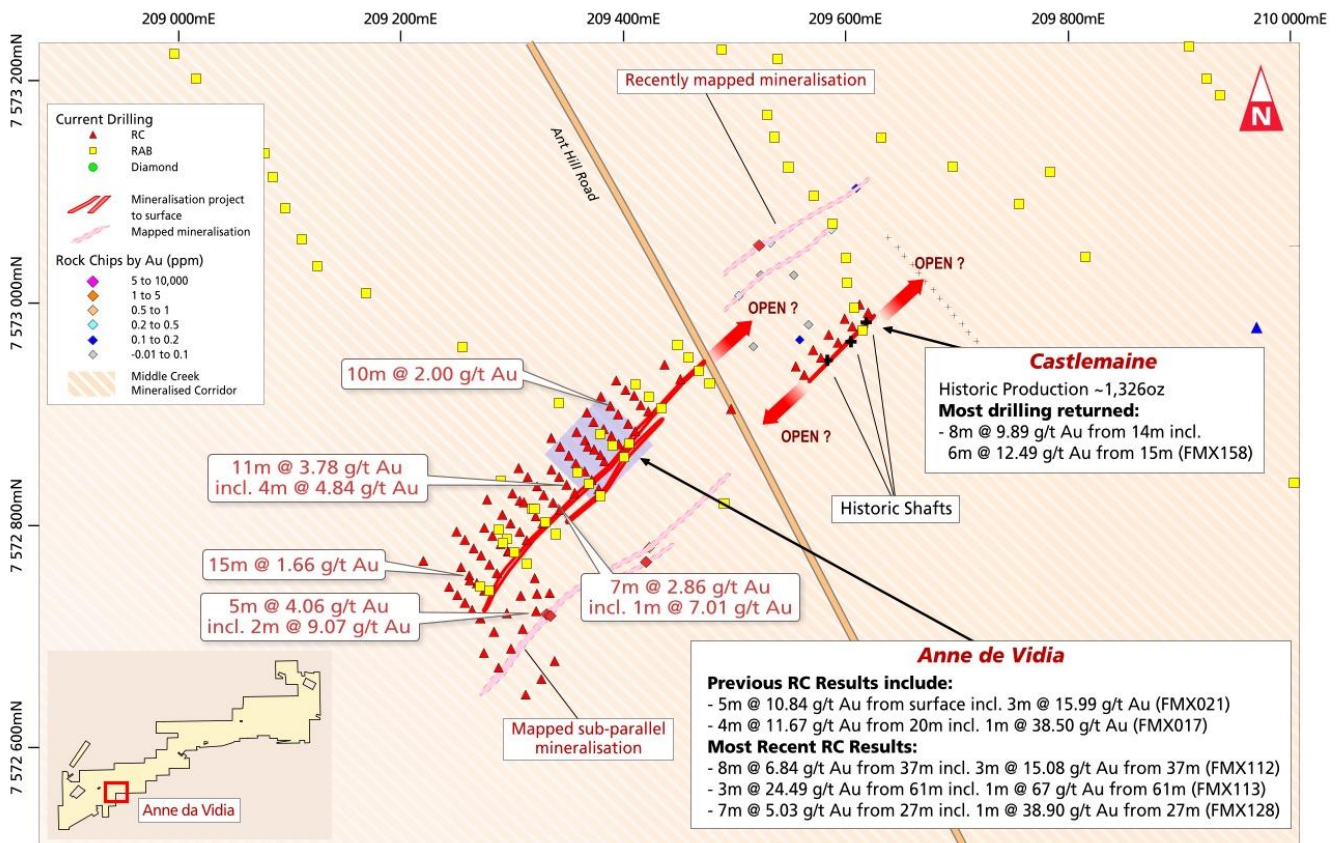 209 000mE
209 200mE
209 400mE
209 600mE
209 800mE
210 000mE
7 573 200mN
7 573 000mN
7 572 800mN
7 572 600mN
Recently mapped mineralisation
N
Current Drilling
RC
RAB
Diamond
Mineralisation project
to surface
Mapped mineralisation
Rock Chips by Au (ppm)
5 to 10,000
1 to 5
0.5 to 1
0.2 to 0.5
0.1 to 0.2
-0.01 to 0.1
Middle Creek
Mineralised Corridor
Ant Hill Road
OPEN ?
OPEN ?
OPEN ?
10m @ 2.00 g/t Au
Castlemaine
Historic Production ~1,326oz
Most drilling returned:
- 8m @ 9.89 g/t Au from 14m incl.
6m @ 12.49 g/t Au from 15m (FMX158)
11m @ 3.78 g/t Au
incl. 4m @ 4.84 g/t Au
Historic Shafts
15m @ 1.66 g/t Au
7m @ 2.86 g/t Au
incl. 1m @ 7.01 g/t Au
5m @ 4.06 g/t Au
incl. 2m @ 9.07 g/t Au
Mapped sub-parallel
mineralisation
Anne de Vidia
Previous RC Results include:
- 5m @ 10.84 g/t Au from surface incl. 3m @ 15.99 g/t Au (FMX021)
- 4m @ 11.67 g/t Au from 20m incl. 1m @ 38.50 g/t Au (FMX017)
Most Recent RC Results:
- 8m @ 6.84 g/t Au from 37m incl. 3m @ 15.08 g/t Au from 37m (FMX112)
- 3m @ 24.49 g/t Au from 61m incl. 1m @ 67 g/t Au from 61m (FMX113)
- 7m @ 5.03 g/t Au from 27m incl. 1m @ 38.90 g/t Au from 27m (FMX128)
Anne da Vidia